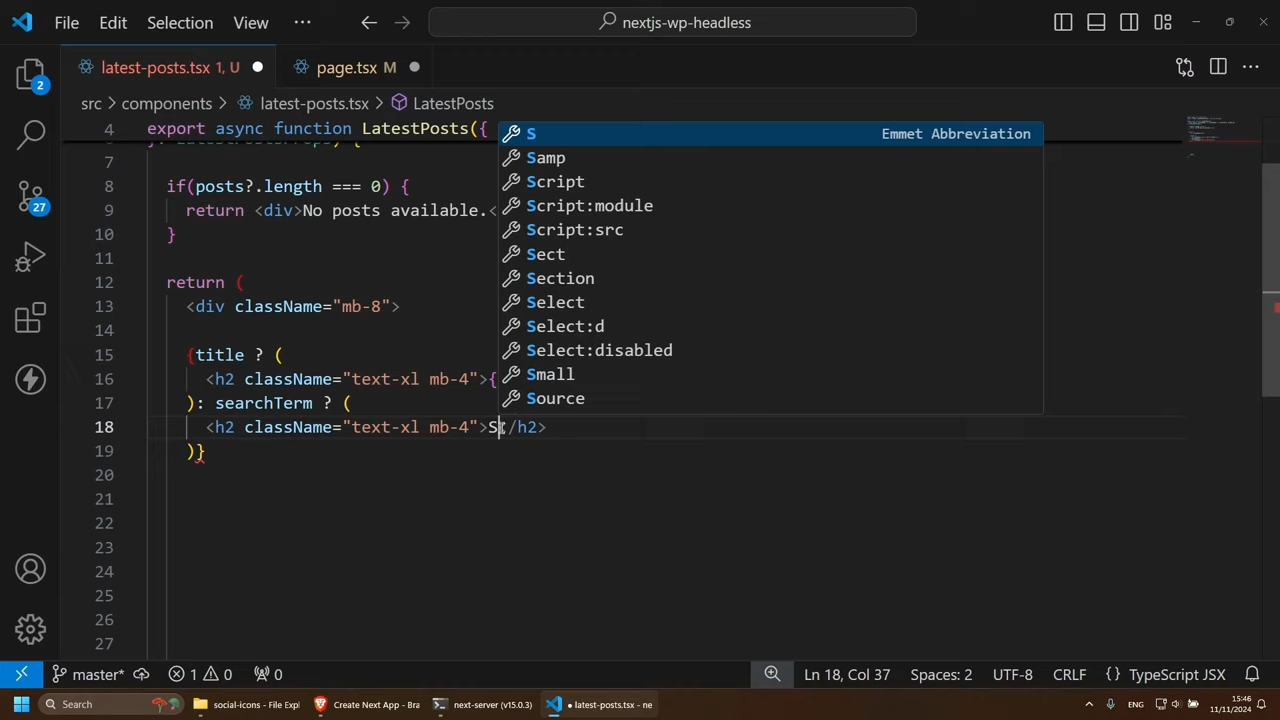 File Edit Selection View ··· nextjs-wp-headless
latest-posts.tsx 1, U page.tsx M
src > components > latest-posts.tsx > LatestPosts
4 export async function LatestPosts({
7
8 if(posts?.length === 0) {
9 return <div>No posts available.<
10 }
11
12 return (
13 <div className="mb-8">
14
15 {title ? (
16 <h2 className="text-xl mb-4">{
17 ): searchTerm ? (
18 <h2 className="text-xl mb-4">S</h2>
19 )}
20
21
22
23
24
25
26
27
S Emmet Abbreviation
Samp
Script
Script:module
Script:src
Sect
Section
Select
Select:d
Select:disabled
Small
Source
2
27
master* 1 0 0 Ln 18, Col 37 Spaces: 2 UTF-8 CRLF {} TypeScript JSX
Search social-icons - File Expl Create Next App - Bra next-server (v15.0.3) • latest-posts.tsx - ne ENG 15:46
11/11/2024